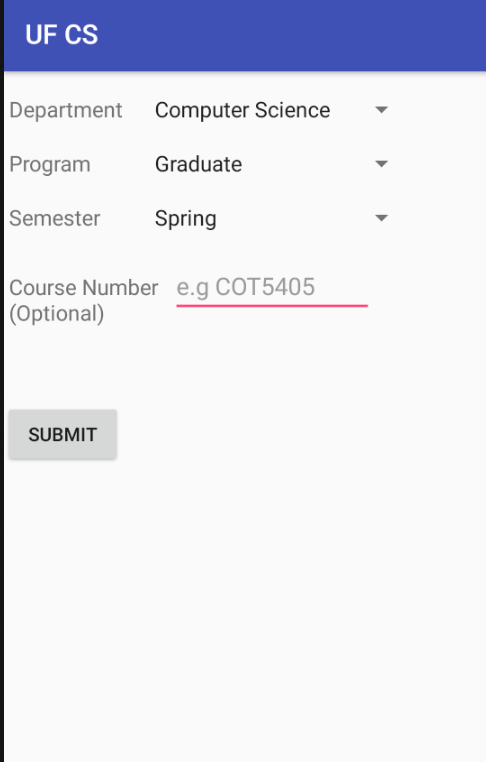 UF CS
Department Computer Science
Program Graduate
Semester Spring
Course Number e.g COT5405
(Optional)
SUBMIT